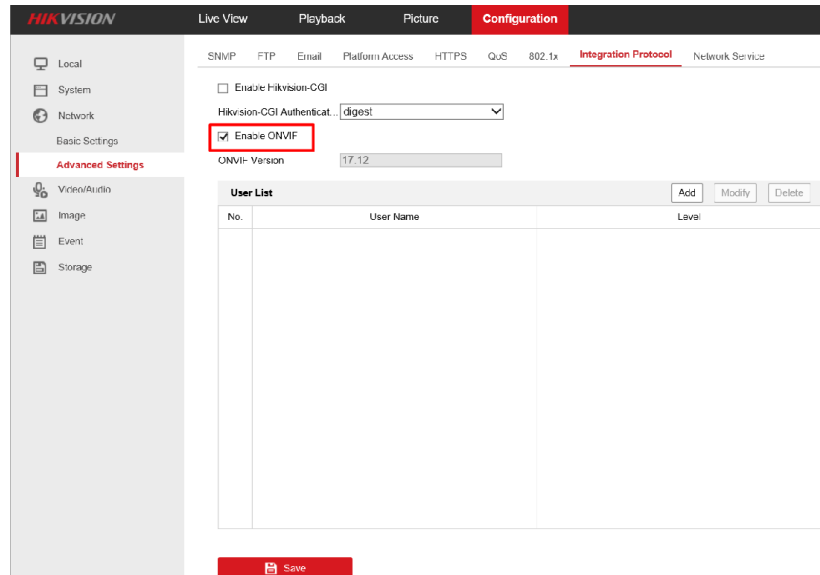 HIKVISION Live View Playback Picture Configuration
SNMP FTP Email Platform Access HTTPS QoS 802.1x Integration Protocol Network Service
Local
System
Network
Basic Settings
Advanced Settings
Video/Audio
Image
Event
Storage
Enable Hikvision-CGI
Hikvision-CGI Authenticat... digest
Enable ONVIF
ONVIF Version 17.12
User List Add Modify Delete
No. User Name Level
Save